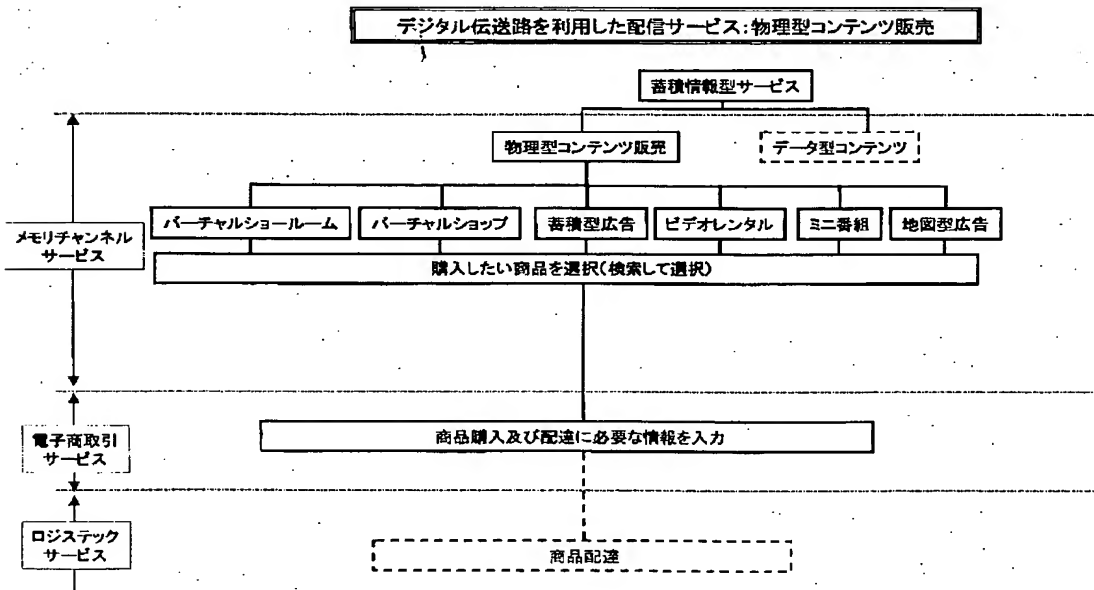 デジタル伝送路を利用した配信サービス:物理型コンテンツ販売
蓄積情報型サービス
物理型コンテンツ販売
データ型コンテンツ
バーチャルショールーム
バーチャルショップ
蓄積型広告
ビデオレンタル
ミニ番組
地図型広告
メモリチャンネル
サービス
購入したい商品を選択(検索して選択)
電子商取引
サービス
商品購入及び配達に必要な情報を入力
ロジステック
サービス
商品配達